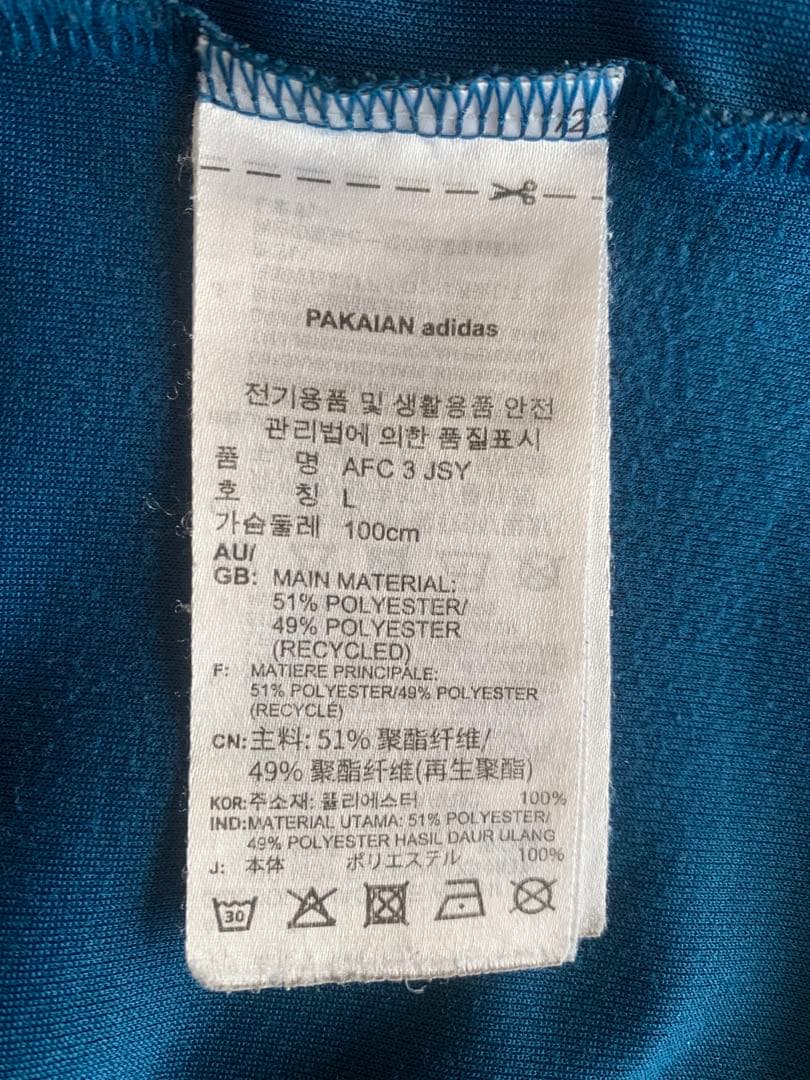 12
PAKAIAN adidas
전기용품 및 생활용품 안전
관리법에 의한 품질표시
품 명 AFC 3 JSY
호 칭 L
가슴둘레 100cm
AU/
GB: MAIN MATERIAL:
51% POLYESTER/
49% POLYESTER
(RECYCLED)
F: MATIERE PRINCIPALE:
51% POLYESTER/49% POLYESTER
(RECYCLÉ)
CN:主料: 51% 聚酯纤维/
49% 聚酯纤维(再生聚酯)
KOR:주소재: 폴리에스터 100%
IND:MATERIAL UTAMA: 51% POLYESTER/
49% POLYESTER HASIL DAUR ULANG
J: 本体 ポリエステル 100%
30